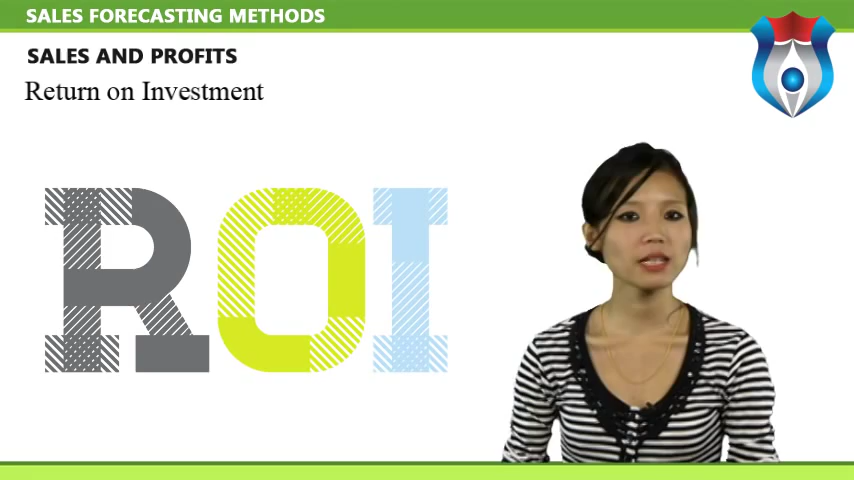 SALES FORECASTING METHODS
SALES AND PROFITS
Return on Investment
ROI